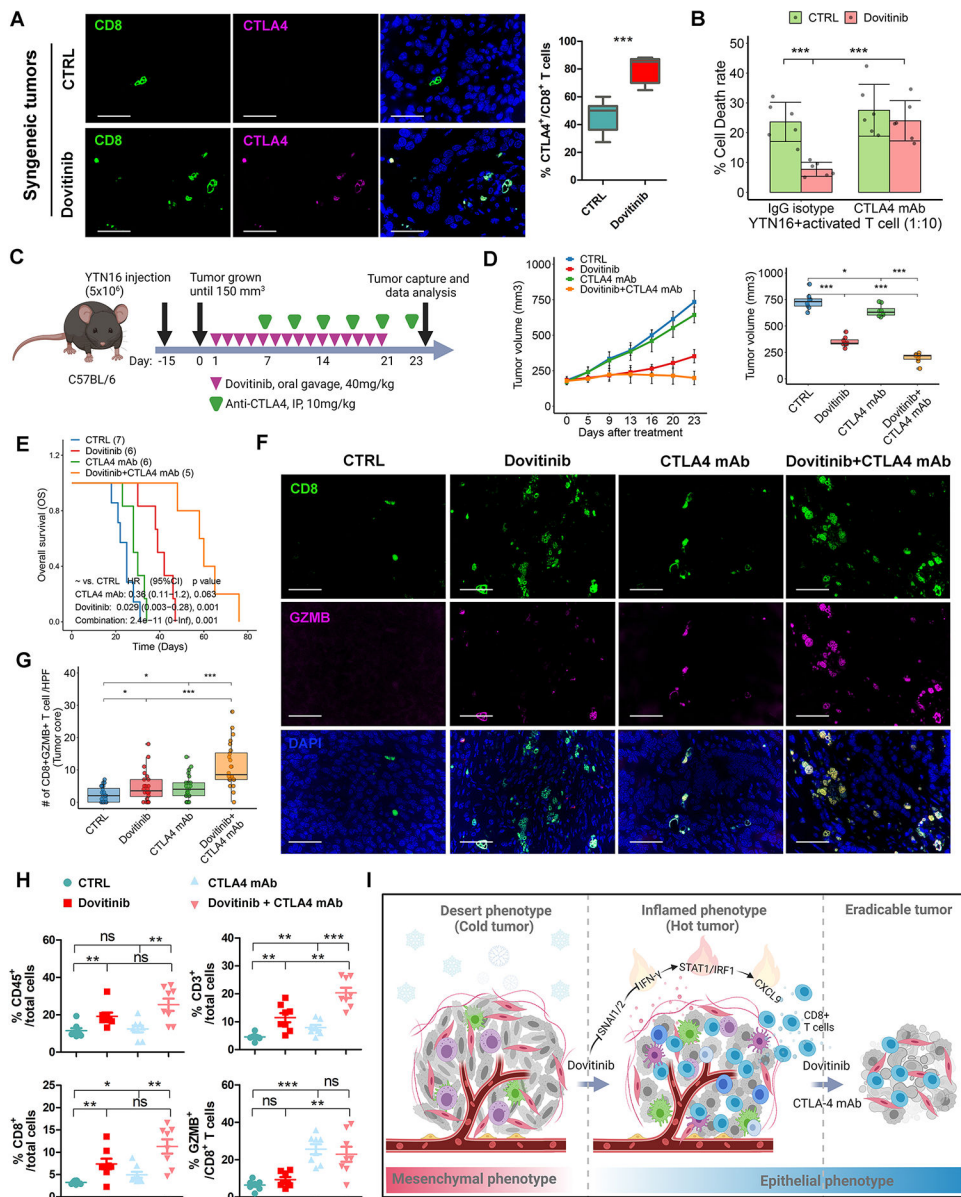 A
Syngeneic tumors
CTRL
Dovitinib
CD8
CTLA4
CD8
CTLA4
***
% CTLA4+/CD8+ T cells
100
80
60
40
20
0
CTRL
Dovitinib
B
CTRL
Dovitinib
***
***
% Cell Death rate
50
40
30
20
10
0
IgG isotype
CTLA4 mAb
YTN16+activated T cell (1:10)
C
YTN16 injection
(5x10⁶)
Tumor grown
until 150 mm³
Tumor capture and
data analysis
Day:
-15
0
1
7
14
21
23
C57BL/6
Dovitinib, oral gavage, 40mg/kg
Anti-CTLA4, IP, 10mg/kg
D
CTRL
Dovitinib
CTLA4 mAb
Dovitinib+CTLA4 mAb
Tumor volume (mm3)
1000
750
500
250
0
0
5
9
13
16
20
23
Days after treatment
Tumor volume (mm3)
1000
750
500
250
0
*
***
***
***
CTRL
Dovitinib
CTLA4 mAb
Dovitinib+
CTLA4 mAb
E
CTRL (7)
Dovitinib (6)
CTLA4 mAb (6)
Dovitinib+CTLA4 mAb (5)
Overall survival (OS)
1.2
0.8
0.4
0.0
~ vs. CTRL HR (95%CI) p value
CTLA4 mAb: 0.36 (0.11−1.2), 0.063
Dovitinib: 0.029 (0.003−0.28), 0.001
Combination: 2.4e−11 (0−Inf), 0.001
0
20
40
60
80
Time (Days)
F
CTRL
Dovitinib
CTLA4 mAb
Dovitinib+CTLA4 mAb
CD8
GZMB
DAPI
G
# of CD8+GZMB+ T cell /HPF
(Tumor core)
40
30
20
10
0
*
***
*
***
CTRL
Dovitinib
CTLA4 mAb
Dovitinib+
CTLA4 mAb
H
CTRL
Dovitinib
CTLA4 mAb
Dovitinib + CTLA4 mAb
% CD45+
/total cells
60
40
20
0
ns
**
**
ns
% CD3+
/total cells
40
30
20
10
0
**
***
**
**
% CD8+
/total cells
20
15
10
5
0
*
**
**
ns
% GZMB+
/CD8+ T cells
60
40
20
0
***
ns
ns
**
I
Desert phenotype
(Cold tumor)
Inflamed phenotype
(Hot tumor)
Eradicable tumor
SNAI1/2
IFN-γ
STAT1/IRF1
CXCL9
CD8+
T cells
Dovitinib
Dovitinib
CTLA-4 mAb
Mesenchymal phenotype
Epithelial phenotype